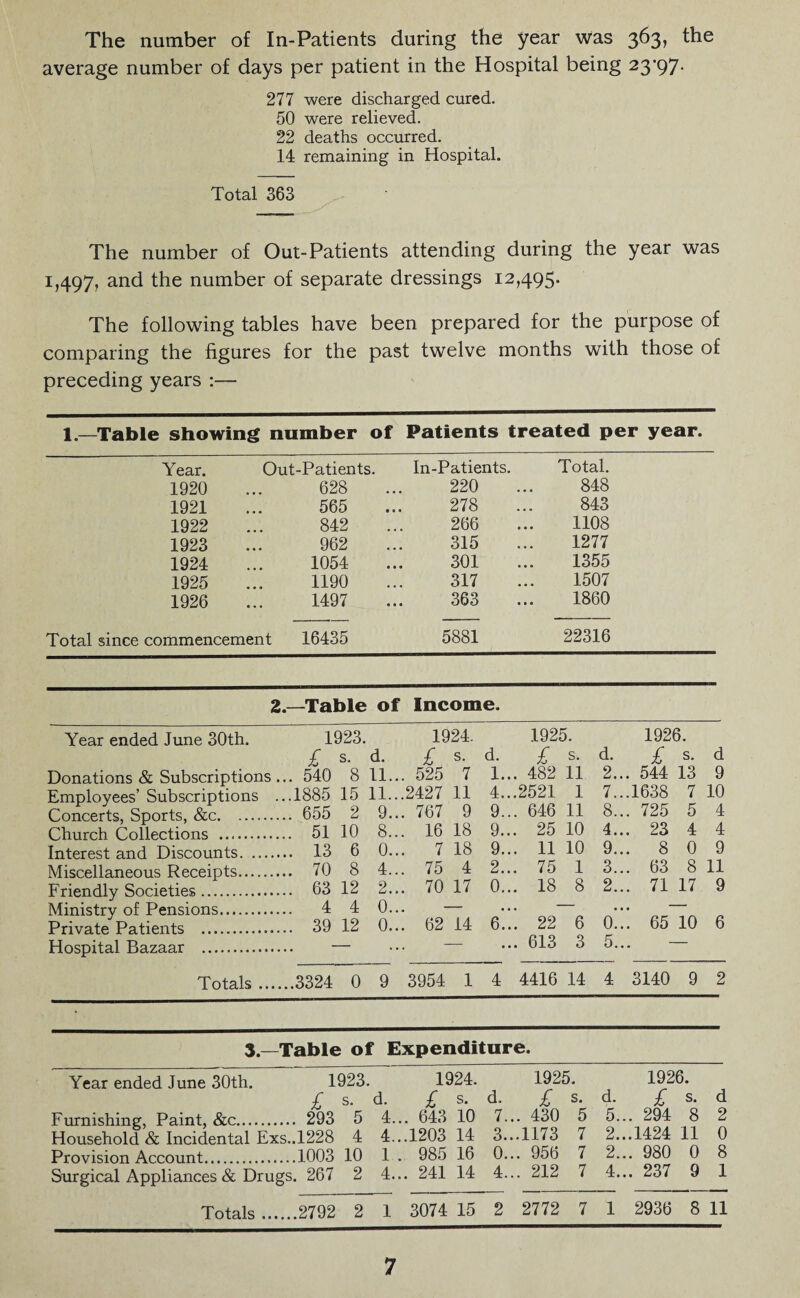 The number of In-Patients during the year was 363, the
average number of days per patient in the Hospital being 23·97.
277 were discharged cured.
50 were relieved.
22 deaths occurred.
14 remaining in Hospital.
Total 363
The number of Out-Patients attending during the year was
1,497, and the number of separate dressings 12,495.
The following tables have been prepared for the purpose of
comparing the figures for the past twelve months with those of
preceding years :—
1.—Table showing number of Patients treated per year.
Year. Out-Patients. In-Patients. Total.
1920 ... 628 ... 220 ... 848
1921 ... 565 ... 278 ... 843
1922 ... 842 ... 266 ... 1108
1923 ... 962 ... 315 ... 1277
1924 ... 1054 ... 301 ... 1355
1925 ... 1190 ... 317 ... 1507
1926 ... 1497 ... 363 ... 1860
Total since commencement 16435 5881 22316
2.—Table of Income.
Year ended June 30th. 1923. 1924. 1925. 1926.
£ s. d. £ s. d. £ s. d. £ s. d
Donations & Subscriptions ... 540 8 11... 525 7 1... 482 11 2... 544 13 9
Employees' Subscriptions ...1885 15 11...2427 11 4...2521 1 7...1638 7 10
Concerts, Sports, &c. .......... 655 2 9... 767 9 9... 646 11 8... 725 5 4
Church Collections ............ 51 10 8... 16 18 9... 25 10 4... 23 4 4
Interest and Discounts. ........ 13 6 0... 7 18 9... 11 10 9... 8 0 9
Miscellaneous Receipts.......... 70 8 4... 75 4 2... 75 1 3... 63 8 11
Friendly Societies ............... 63 12 2... 70 17 0... 18 8 2... 71 17 9
Ministry of Pensions............ 4 4 0... — ... — ... —
Private Patients ............... 39 12 0... 62 14 6... 22 6 0... 65 10 6
Hospital Bazaar ............... — ... — ... 613 3 5... —
Totals ......3324 0 9 3954 1 4 4416 14 4 3140 9 2
3.—Table of Expenditure.
Year ended June 30th. 1923. 1924. 1925. 1926.
£ s. d. £ s. d. £ s. d. £ s. d
Furnishing, Paint, &c.......... 293 5 4... 643 10 7... 430 5 5... 294 8 2
Household & Incidental Exs..1228 4 4...1203 14 3...1173 7 2...1424 11 0
Provision Account...............1003 10 1 . 985 16 0... 956 7 2... 980 0 8
Surgical Appliances & Drugs. 267 2 4... 241 14 4... 212 7 4... 237 9 1
Totals ......2792 2 1 3074 15 2 2772 7 1 2936 8 11
7